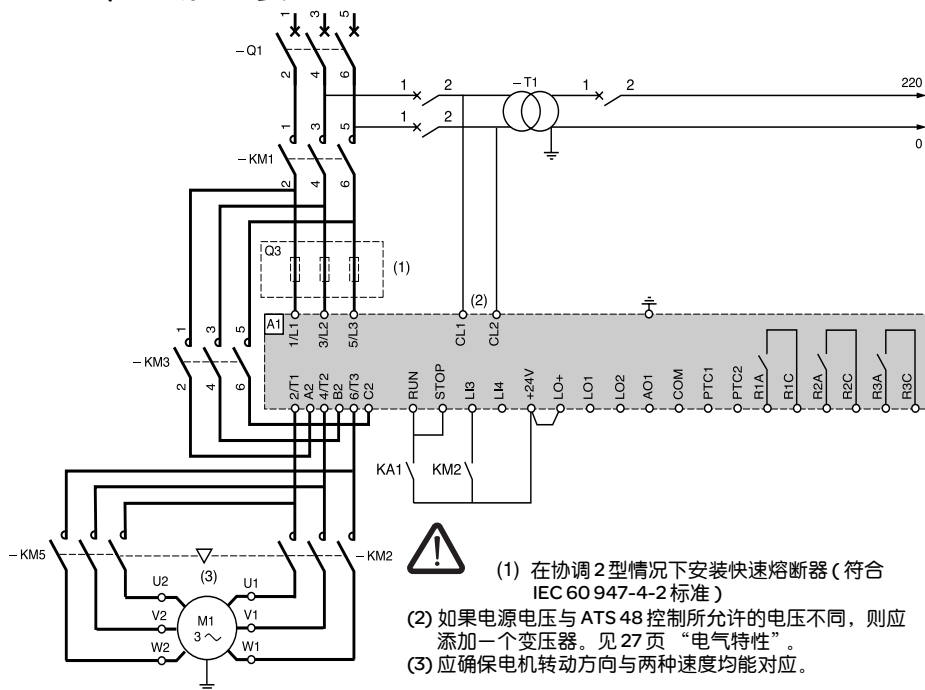 1 3 5
–Q1
2 4 6
1 2 –T1 1 2 220
1 2 0
1 3 5
–KM1
2 4 6
Q3 (1)
(2)
A1 1/L1 3/L2 5/L3 CL1 CL2
1 3 5
–KM3
2 4 6
2/T1 A2 4/T2 B2 6/T3 C2 RUN STOP LI3 LI4 +24V LO+ LO1 LO2 AO1 COM PTC1 PTC2 R1A R1C R2A R2C R3A R3C
KA1 KM2
–KM5 (3) –KM2
U2 U1
V2 M1 V1
3
W2 W1
(1) 在协调2型情况下安装快速熔断器(符合
IEC 60 947-4-2标准)
(2) 如果电源电压与 ATS 48 控制所允许的电压不同，则应
添加一个变压器。见27页 “电气特性”。
(3) 应确保电机转动方向与两种速度均能对应。